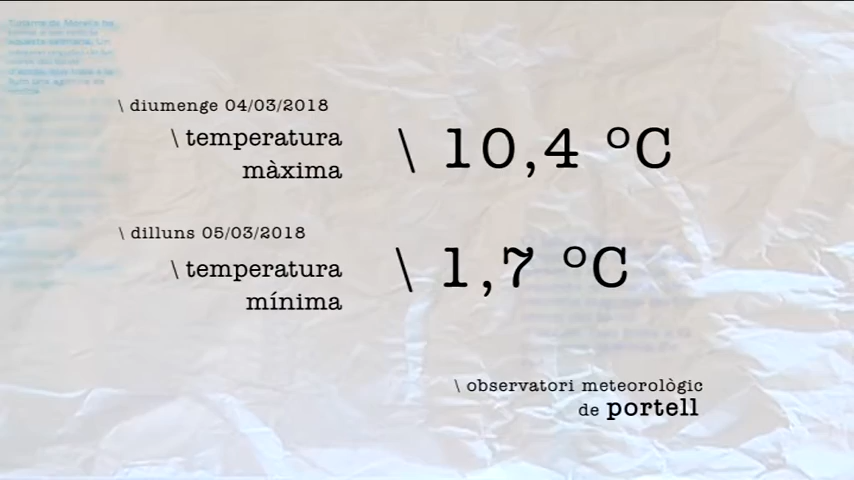 \ diumenge 04/03/2018
\ temperatura
màxima
\ 10,4 ºC
\ dilluns 05/03/2018
\ temperatura
mínima
\ 1,7 ºC
\ observatori meteorològic
de portell